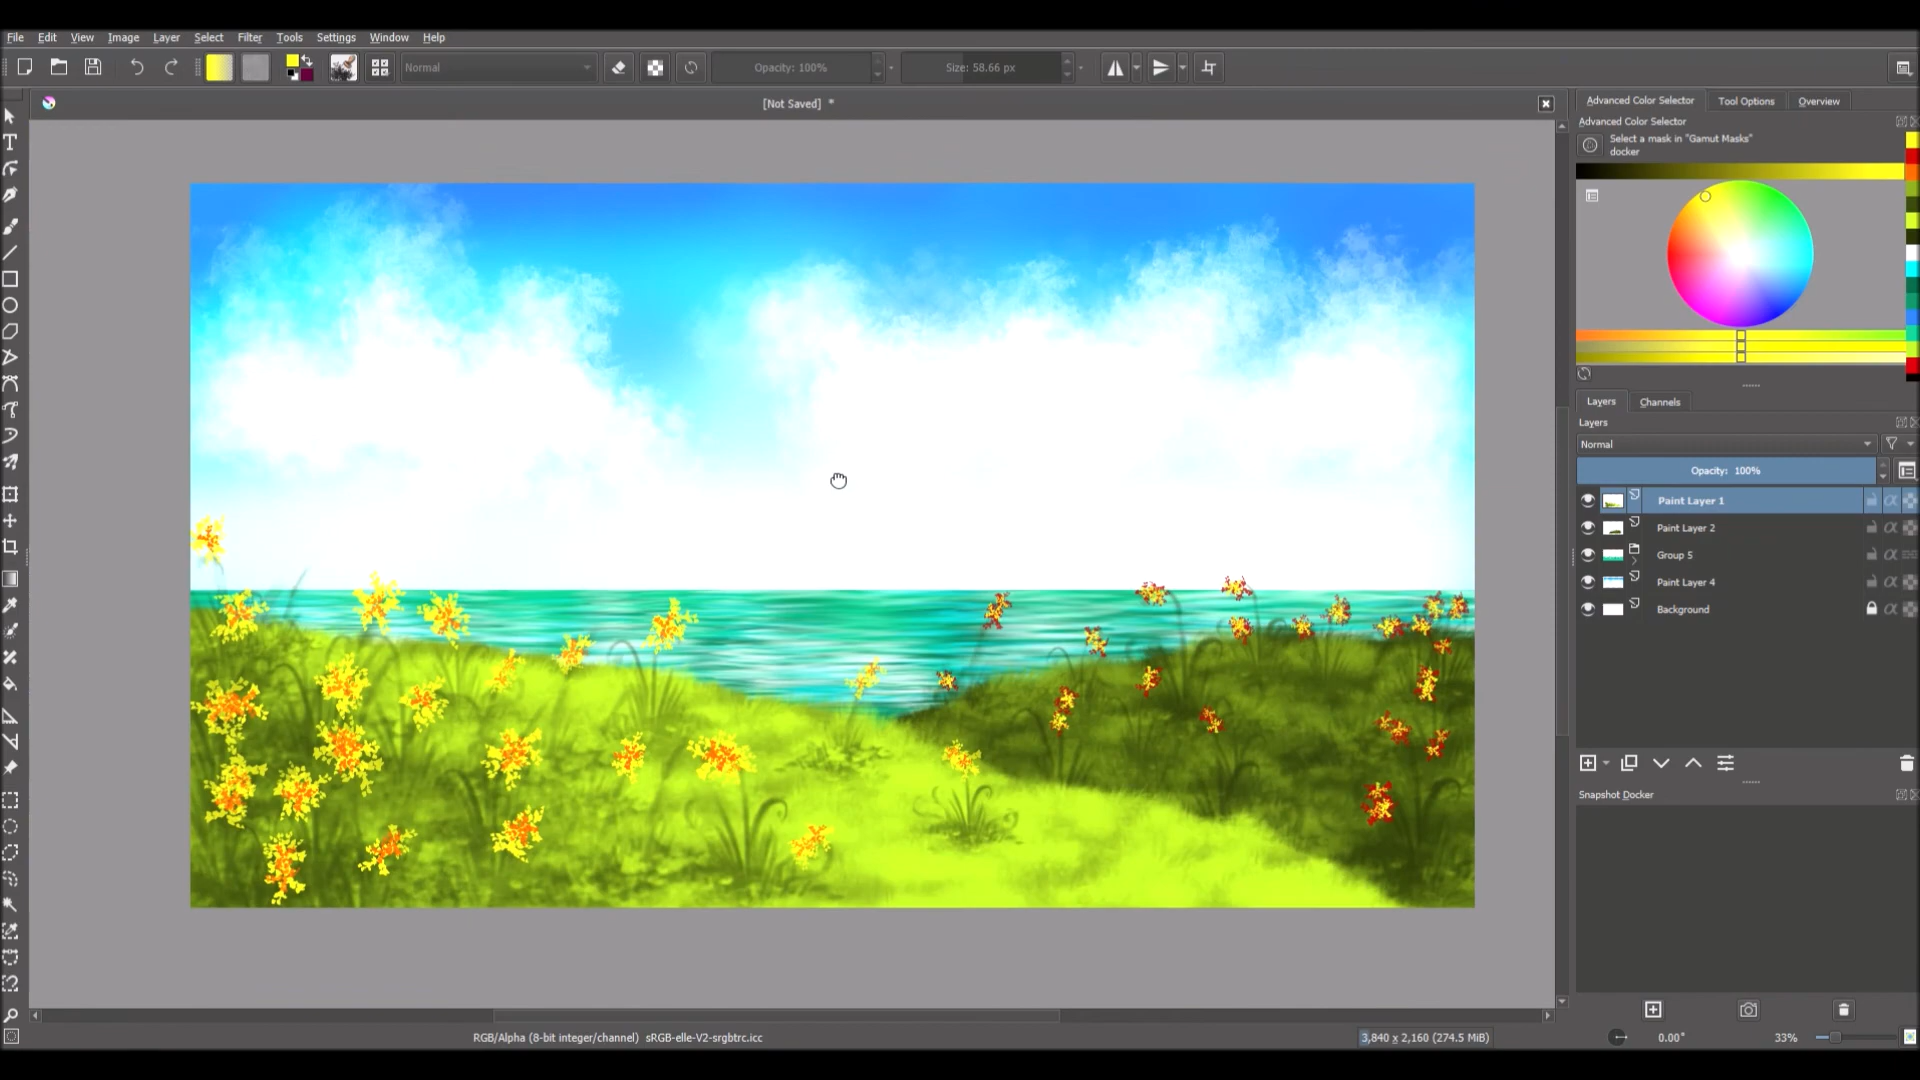 File Edit View Image Layer Select Filter Tools Settings Window Help
Normal Opacity: 100% Size: 58.66 px
[Not Saved] *
Advanced Color Selector Tool Options Overview
Advanced Color Selector
Select a mask in "Gamut Masks"
docker
Layers Channels
Layers
Normal
Opacity: 100%
Paint Layer 1
Paint Layer 2
Group 5
Paint Layer 4
Background
Snapshot Docker
RGB/Alpha (8-bit integer/channel) sRGB-elle-V2-srgbtrc.icc 3,840 x 2,160 (274.5 MiB) 0.00° 33%